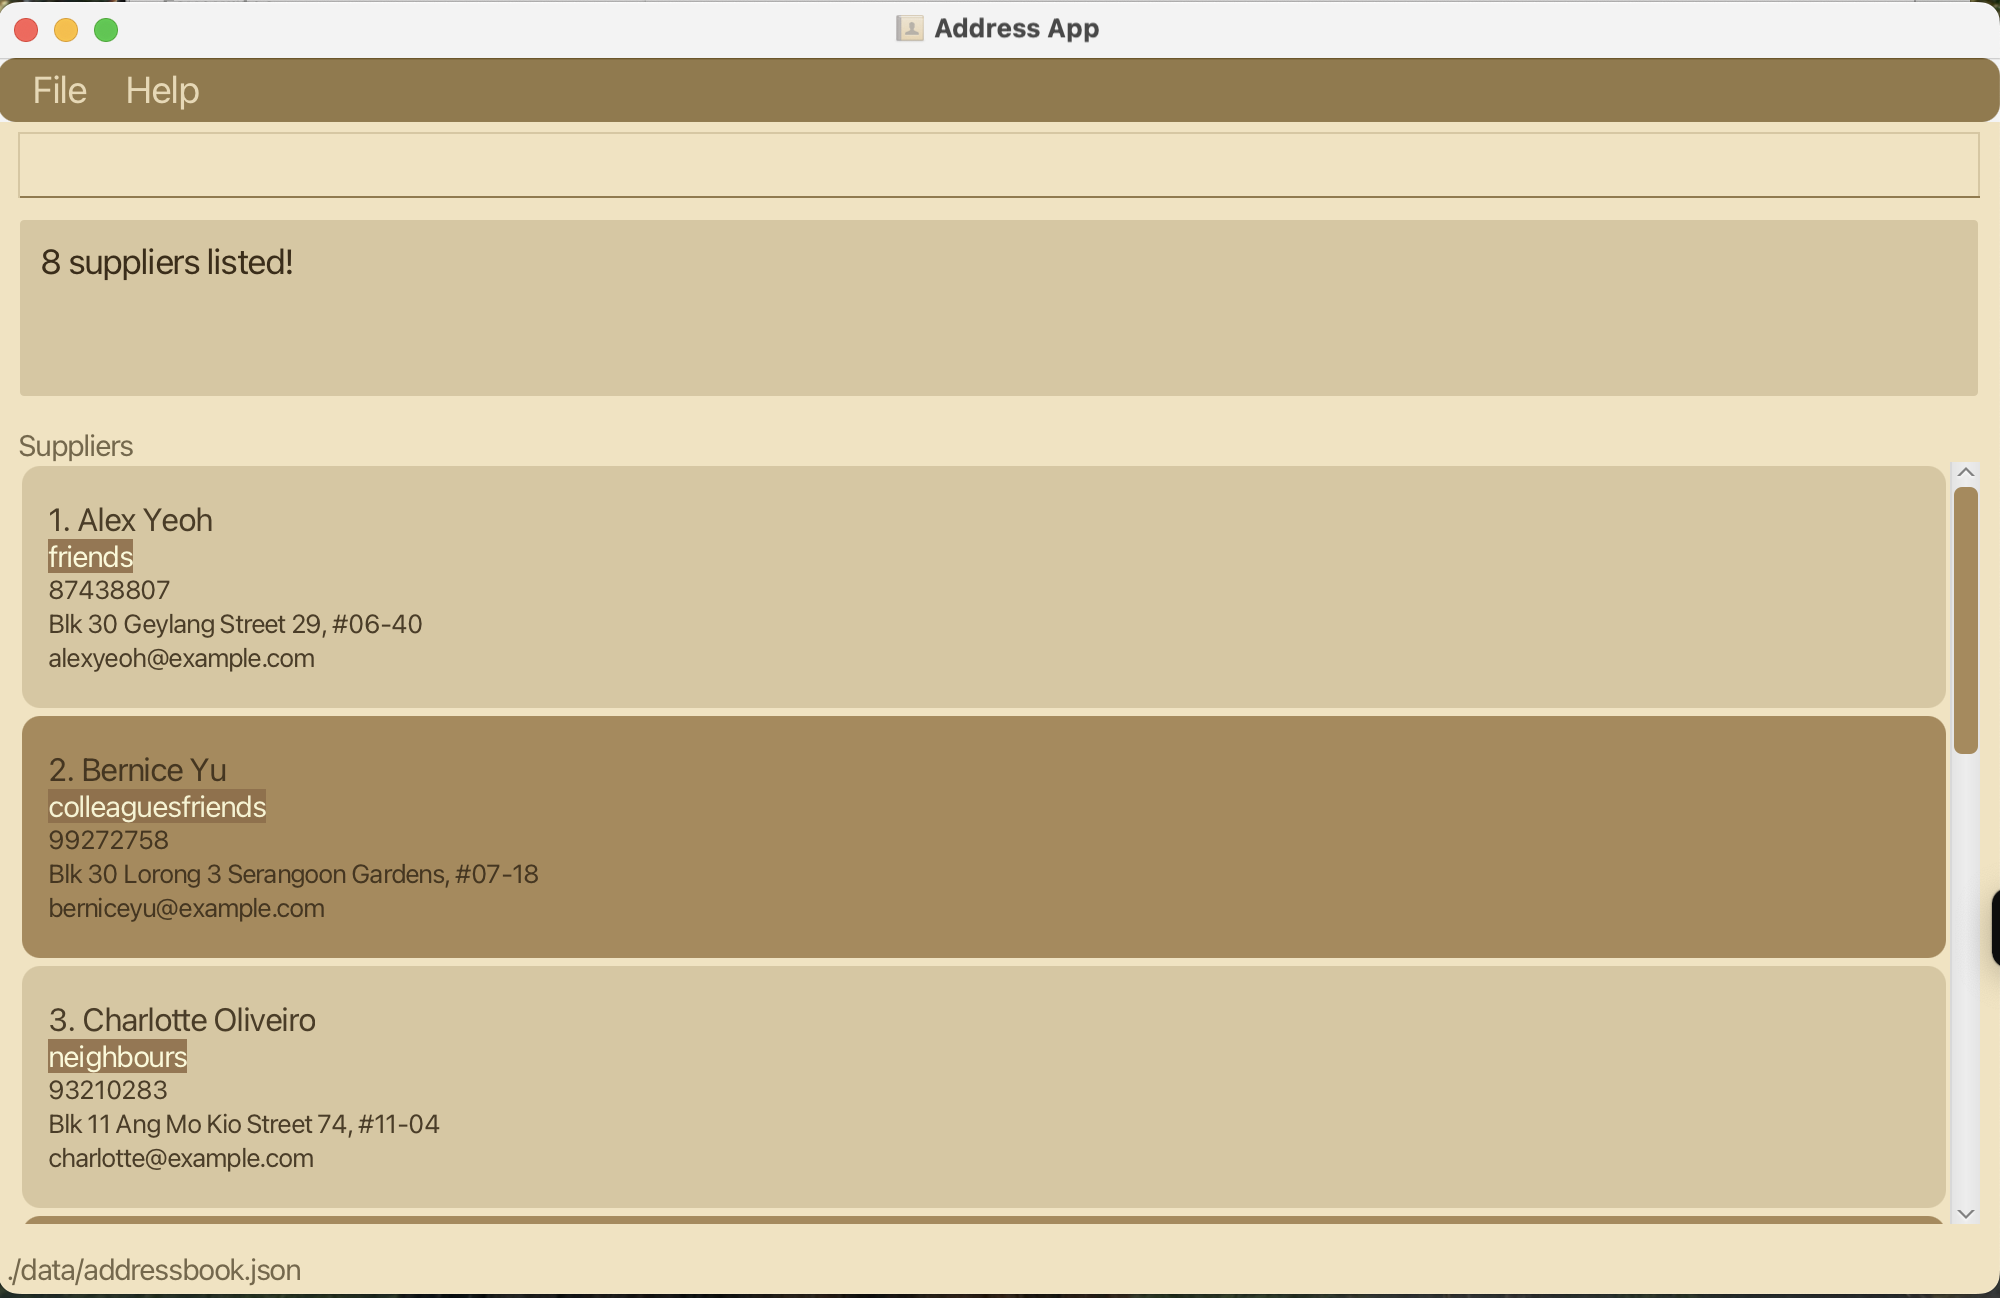 Address App
File Help
8 suppliers listed!
Suppliers
1. Alex Yeoh
friends
87438807
Blk 30 Geylang Street 29, #06-40
alexyeoh@example.com
2. Bernice Yu
colleaguesfriends
99272758
Blk 30 Lorong 3 Serangoon Gardens, #07-18
berniceyu@example.com
3. Charlotte Oliveiro
neighbours
93210283
Blk 11 Ang Mo Kio Street 74, #11-04
charlotte@example.com
./data/addressbook.json